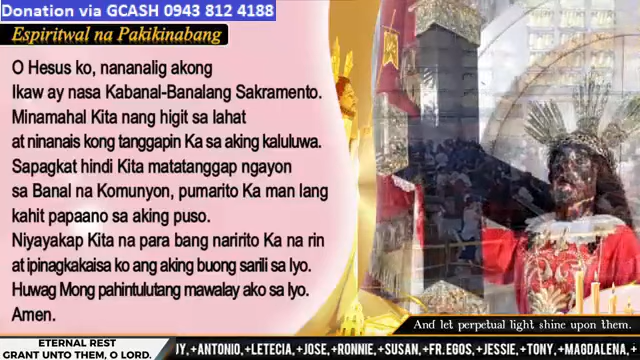 Donation via GCASH 0943 812 4188
Espiritwal na Pakikinabang
O Hesus ko, nananalig akong
Ikaw ay nasa Kabanal-Banalang Sakramento.
Minamahal Kita nang higit sa lahat
at ninanais kong tanggapin Ka sa aking kaluluwa.
Sapagkat hindi Kita matatanggap ngayon
sa Banal na Komunyon, pumarito Ka man lang
kahit papaano sa aking puso.
Niyayakap Kita na para bang naririto Ka na rin
at ipinagkakaisa ko ang aking buong sarili sa Iyo.
Huwag Mong pahintulutang mawalay ako sa Iyo.
Amen.
And let perpetual light shine upon them.
ETERNAL REST
GRANT UNTO THEM, O LORD.
Y, +ANTONIO, +LETECIA, +JOSE, +RONNIE, +SUSAN, +FR.EGOS, +JESSIE, +TONY, +MAGDALENA, +